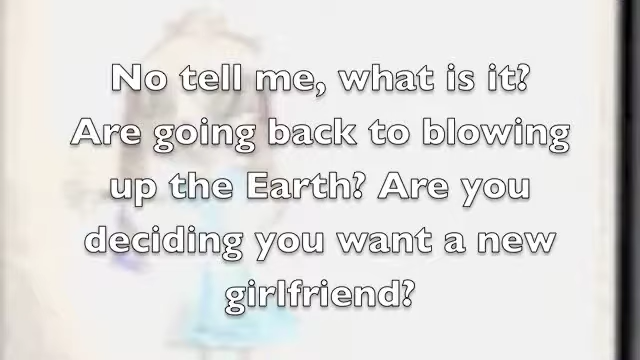 No tell me, what is it?
Are going back to blowing
up the Earth? Are you
deciding you want a new
girlfriend?